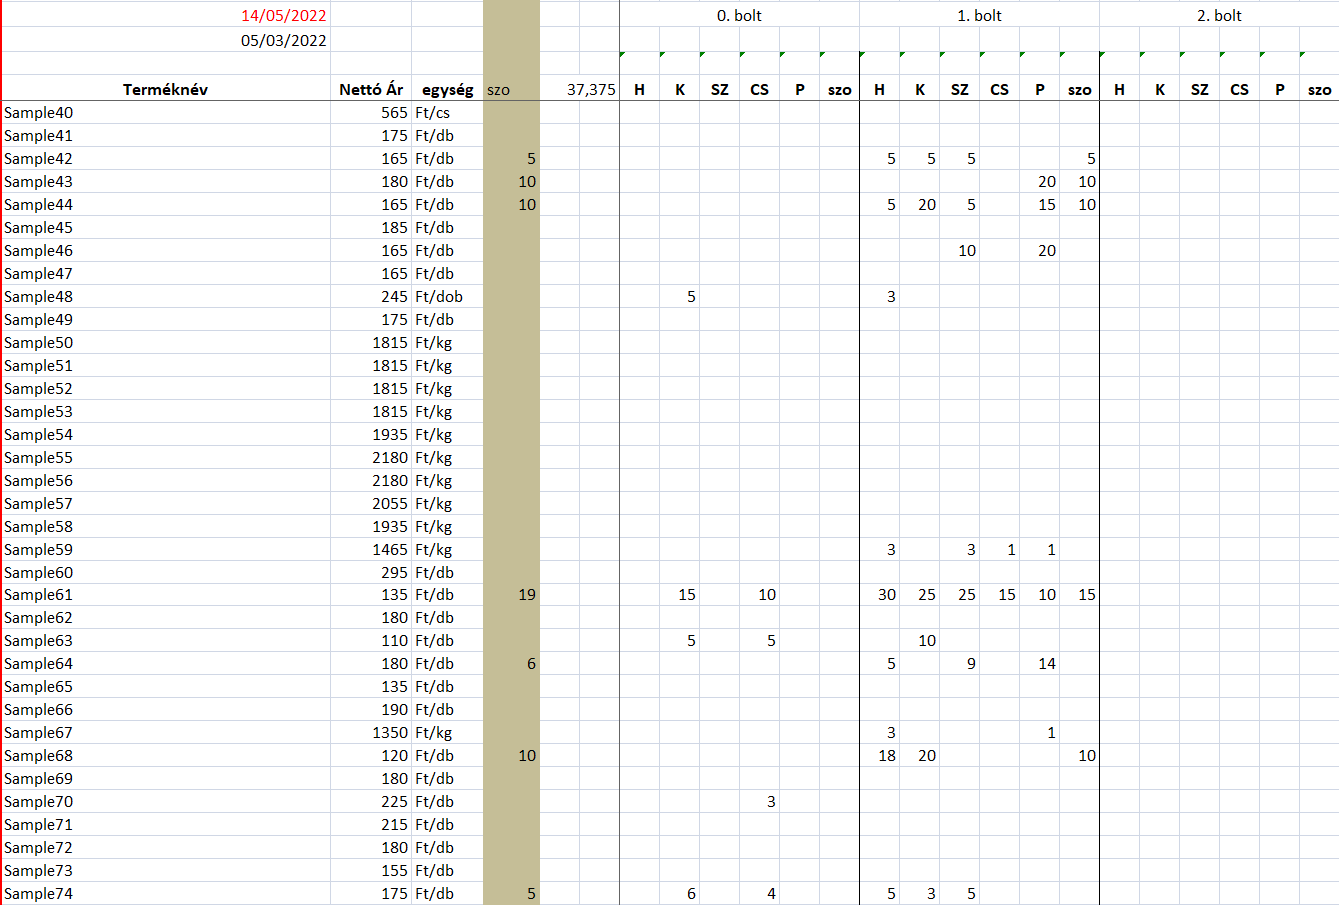 14/05/2022 0. bolt 1. bolt 2. bolt
05/03/2022
Terméknév Nettó Ár egység szo 37,375 H K SZ CS P szo H K SZ CS P szo H K SZ CS P szo
Sample40 565 Ft/cs
Sample41 175 Ft/db
Sample42 165 Ft/db 5 5 5 5 5
Sample43 180 Ft/db 10 20 10
Sample44 165 Ft/db 10 5 20 5 15 10
Sample45 185 Ft/db
Sample46 165 Ft/db 10 20
Sample47 165 Ft/db
Sample48 245 Ft/dob 5 3
Sample49 175 Ft/db
Sample50 1815 Ft/kg
Sample51 1815 Ft/kg
Sample52 1815 Ft/kg
Sample53 1815 Ft/kg
Sample54 1935 Ft/kg
Sample55 2180 Ft/kg
Sample56 2180 Ft/kg
Sample57 2055 Ft/kg
Sample58 1935 Ft/kg
Sample59 1465 Ft/kg 3 3 1 1
Sample60 295 Ft/db
Sample61 135 Ft/db 19 15 10 30 25 25 15 10 15
Sample62 180 Ft/db
Sample63 110 Ft/db 5 5 10
Sample64 180 Ft/db 6 5 9 14
Sample65 135 Ft/db
Sample66 190 Ft/db
Sample67 1350 Ft/kg 3 1
Sample68 120 Ft/db 10 18 20 10
Sample69 180 Ft/db
Sample70 225 Ft/db 3
Sample71 215 Ft/db
Sample72 180 Ft/db
Sample73 155 Ft/db
Sample74 175 Ft/db 5 6 4 5 3 5